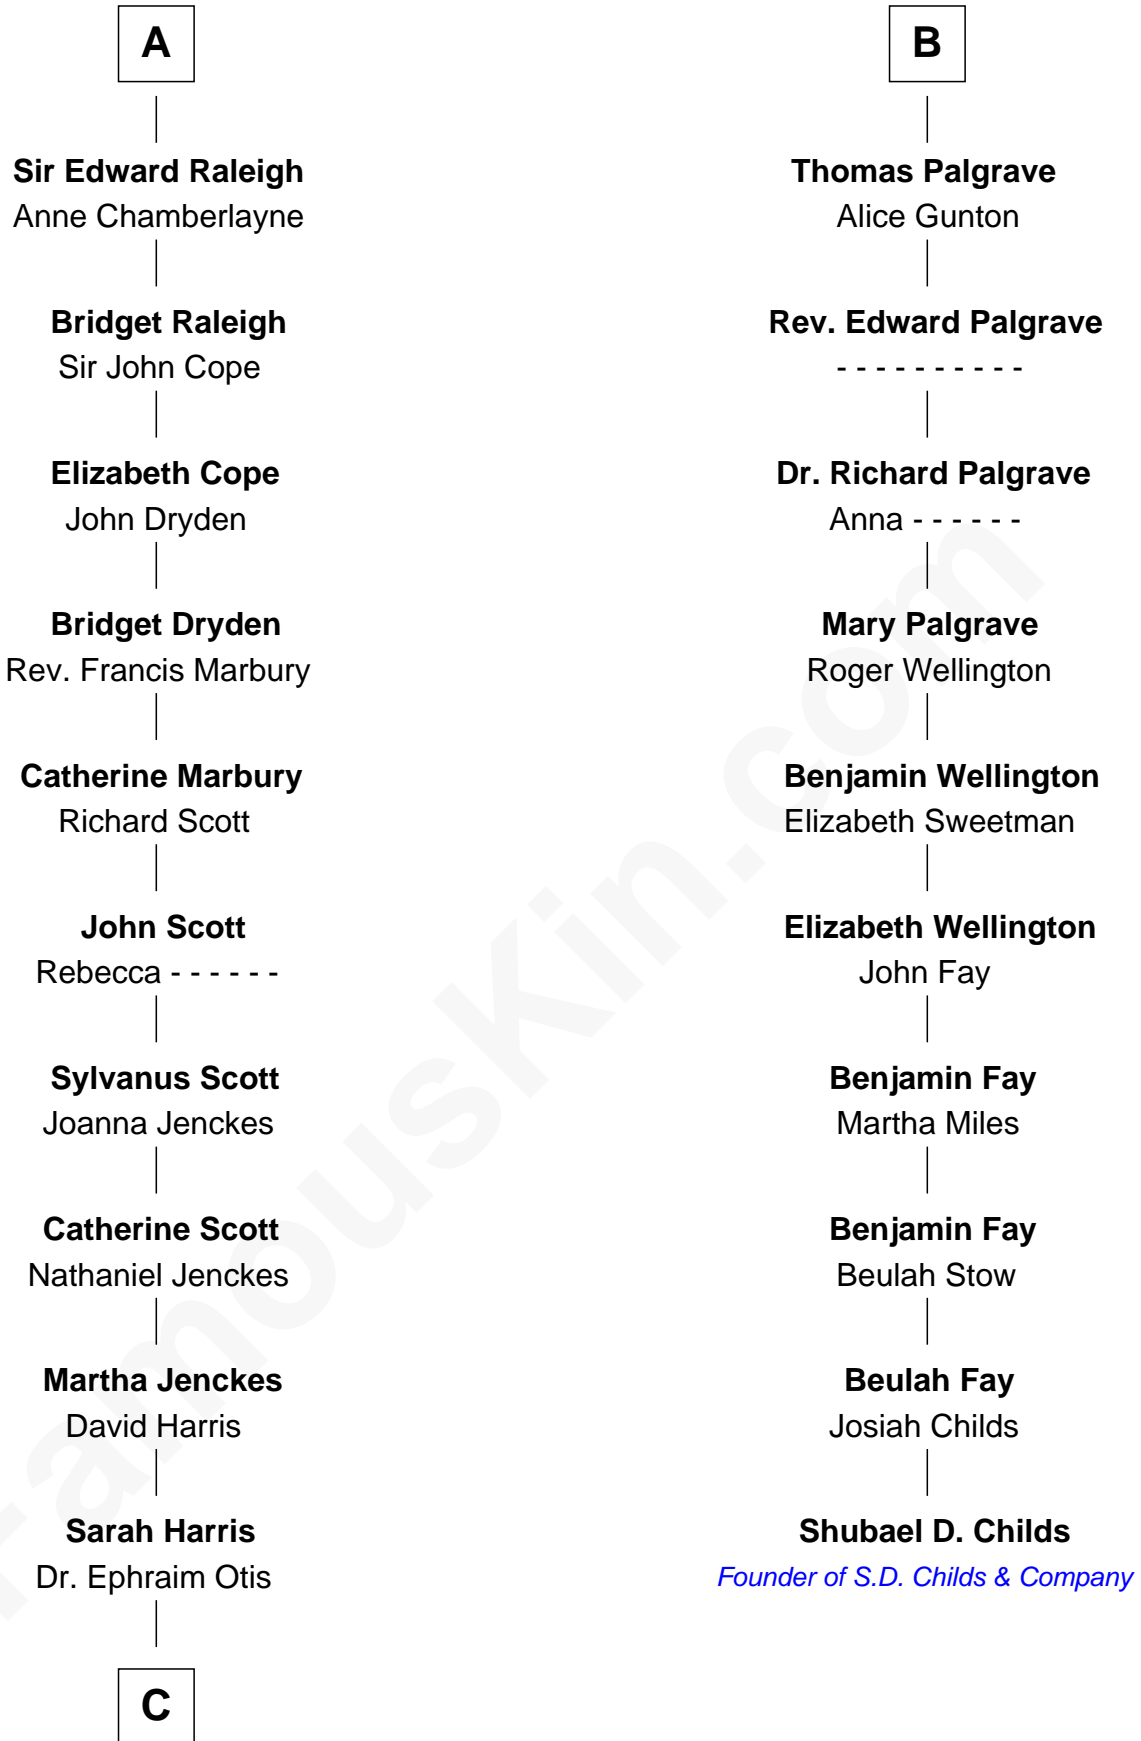 A
Sir Edward Raleigh
Anne Chamberlayne
Bridget Raleigh
Sir John Cope
Elizabeth Cope
John Dryden
Bridget Dryden
Rev. Francis Marbury
Catherine Marbury
Richard Scott
John Scott
Rebecca - - - - - -
Sylvanus Scott
Joanna Jenckes
Catherine Scott
Nathaniel Jenckes
Martha Jenckes
David Harris
Sarah Harris
Dr. Ephraim Otis
C
B
Thomas Palgrave
Alice Gunton
Rev. Edward Palgrave
- - - - - - - - - -
Dr. Richard Palgrave
Anna - - - - - -
Mary Palgrave
Roger Wellington
Benjamin Wellington
Elizabeth Sweetman
Elizabeth Wellington
John Fay
Benjamin Fay
Martha Miles
Benjamin Fay
Beulah Stow
Beulah Fay
Josiah Childs
Shubael D. Childs
Founder of S.D. Childs & Company
FamousKin.com